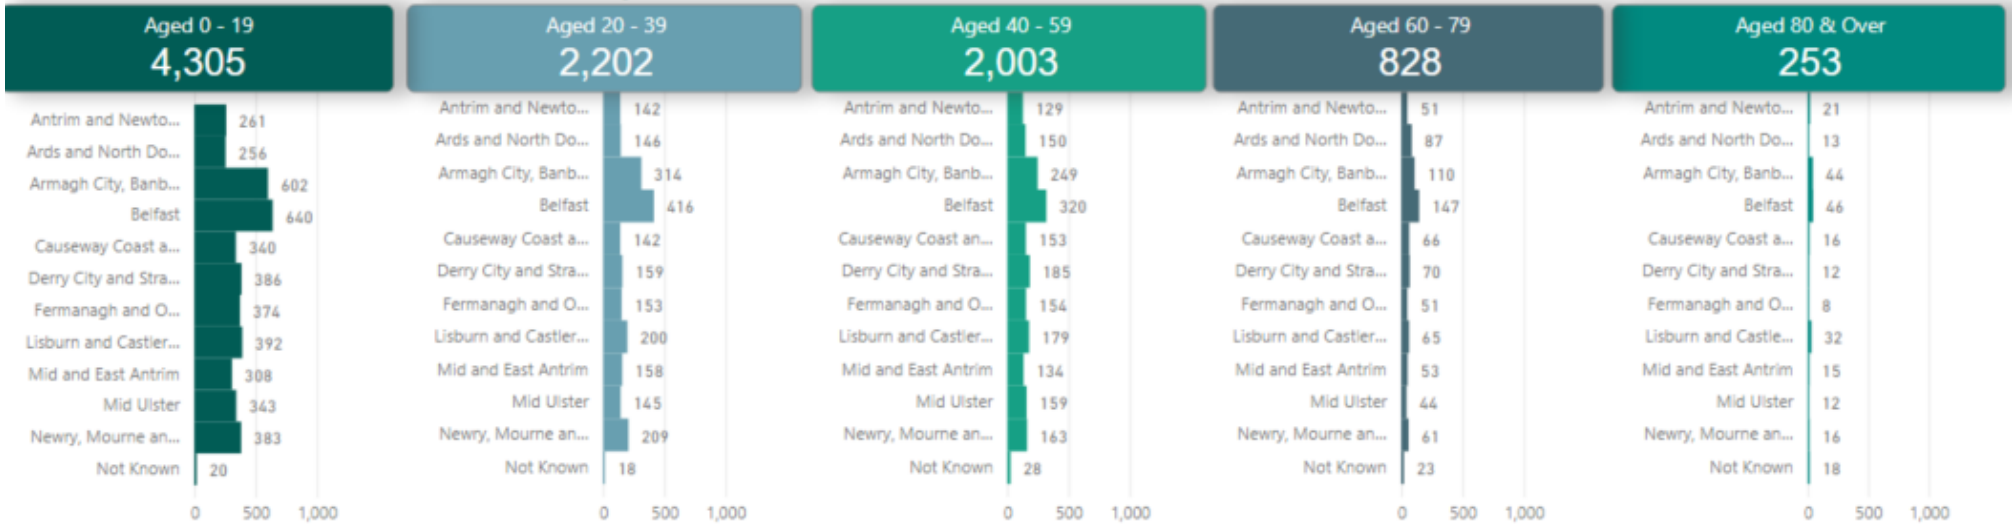 Aged 0 - 19
4,305
Antrim and Newto... 261
Ards and North Do... 256
Armagh City, Banb... 602
Belfast 640
Causeway Coast a... 340
Derry City and Stra... 386
Fermanagh and O... 374
Lisburn and Castler... 392
Mid and East Antrim 308
Mid Ulster 343
Newry, Mourne an... 383
Not Known 20
0 500 1,000
Aged 20 - 39
2,202
Antrim and Newto... 142
Ards and North Do... 146
Armagh City, Banb... 314
Belfast 416
Causeway Coast a... 142
Derry City and Stra... 159
Fermanagh and O... 153
Lisburn and Castler... 200
Mid and East Antrim 158
Mid Ulster 145
Newry, Mourne an... 209
Not Known 18
0 500 1,000
Aged 40 - 59
2,003
Antrim and Newto... 129
Ards and North Do... 150
Armagh City, Banb... 249
Belfast 320
Causeway Coast an... 153
Derry City and Stra... 185
Fermanagh and O... 154
Lisburn and Castler... 179
Mid and East Antrim 134
Mid Ulster 159
Newry, Mourne an... 163
Not Known 28
0 500 1,000
Aged 60 - 79
828
Antrim and Newto... 51
Ards and North Do... 87
Armagh City, Banb... 110
Belfast 147
Causeway Coast a... 66
Derry City and Stra... 70
Fermanagh and O... 51
Lisburn and Castler... 65
Mid and East Antrim 53
Mid Ulster 44
Newry, Mourne an... 61
Not Known 23
0 500 1,000
Aged 80 & Over
253
Antrim and Newto... 21
Ards and North Do... 13
Armagh City, Banb... 44
Belfast 46
Causeway Coast a... 16
Derry City and Stra... 12
Fermanagh and O... 8
Lisburn and Castle... 32
Mid and East Antrim 15
Mid Ulster 12
Newry, Mourne an... 16
Not Known 18
0 500 1,000